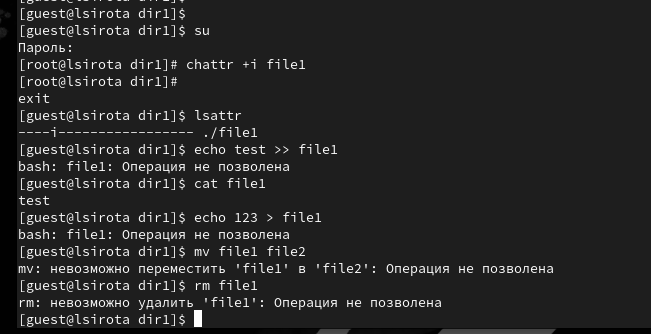 [guest@lsirota dir1]$
[guest@lsirota dir1]$
[guest@lsirota dir1]$ su
Пароль:
[root@lsirota dir1]# chattr +i file1
[root@lsirota dir1]#
exit
[guest@lsirota dir1]$ lsattr
----i----------------- ./file1
[guest@lsirota dir1]$ echo test >> file1
bash: file1: Операция не позволена
[guest@lsirota dir1]$ cat file1
test
[guest@lsirota dir1]$ echo 123 > file1
bash: file1: Операция не позволена
[guest@lsirota dir1]$ mv file1 file2
mv: невозможно переместить 'file1' в 'file2': Операция не позволена
[guest@lsirota dir1]$ rm file1
rm: невозможно удалить 'file1': Операция не позволена
[guest@lsirota dir1]$